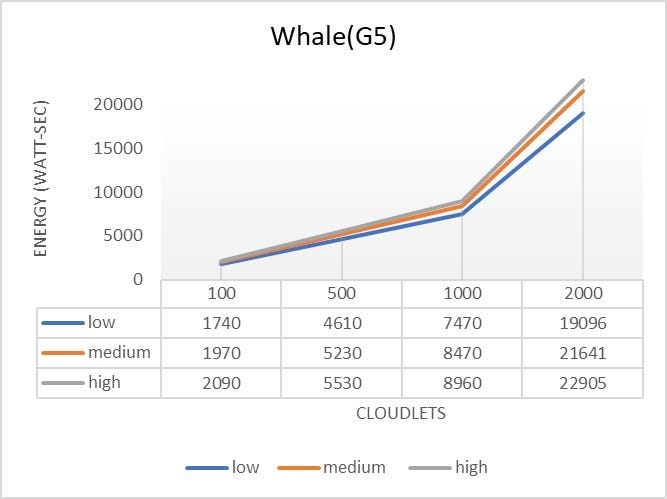 Whale(G5)
ENERGY (WATT-SEC)
20000
15000
10000
5000
0
100 500 1000 2000
low 1740 4610 7470 19096
medium 1970 5230 8470 21641
high 2090 5530 8960 22905
CLOUDLETS
low medium high